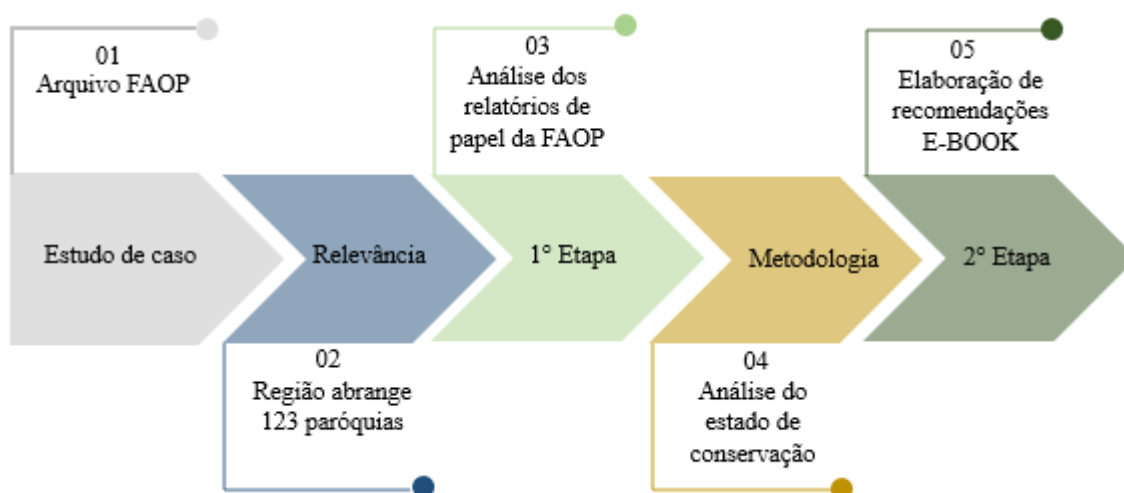 01
Arquivo FAOP
03
Análise dos
relatórios de
papel da FAOP
05
Elaboração de
recomendações
E-BOOK
Estudo de caso
Relevância
1° Etapa
Metodologia
2° Etapa
02
Região abrange
123 paróquias
04
Análise do
estado de
conservação